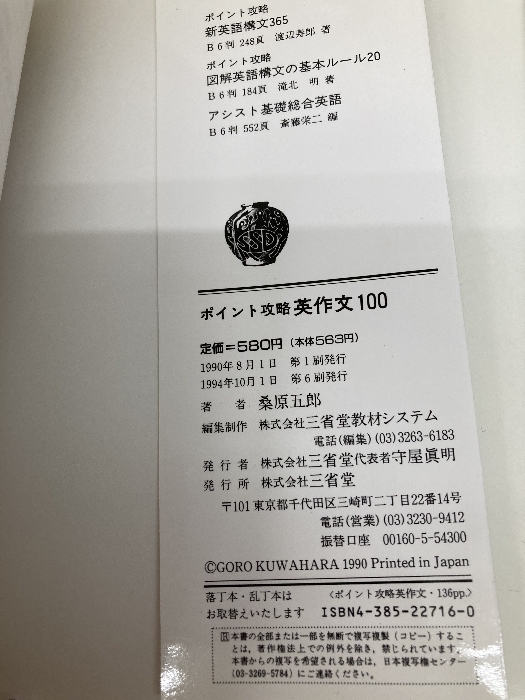 ポイント攻略
新英語構文365
B6判 248頁 渡辺秀郎 著
ポイント攻略
図解英語構文の基本ルール20
B6判 184頁 滝北 明 著
アシスト基礎総合英語
B6判 552頁 斎藤栄二 編
SSD
ポイント攻略 英作文100
定価=580円(本体563円)
1990年8月1日 第1刷発行
1994年10月1日 第6刷発行
著者 桑原五郎
編集制作 株式会社三省堂教材システム
電話(編集)(03)3263-6183
発行者 株式会社三省堂代表者守屋眞明
発行所 株式会社三省堂
〒101 東京都千代田区三崎町二丁目22番14号
電話(営業)(03)3230-9412
振替口座 00160-5-54300
©GORO KUWAHARA 1990 Printed in Japan
落丁本・乱丁本は 〈ポイント攻略英作文・136pp.〉
お取替えいたします ISBN4-385-22716-0
R本書の全部または一部を無断で複写複製(コピー)するこ
とは、著作権法上での例外を除き、禁じられています。
本書からの複写を希望される場合は、日本複写権センター
(03-3269-5784)にご連絡ください。